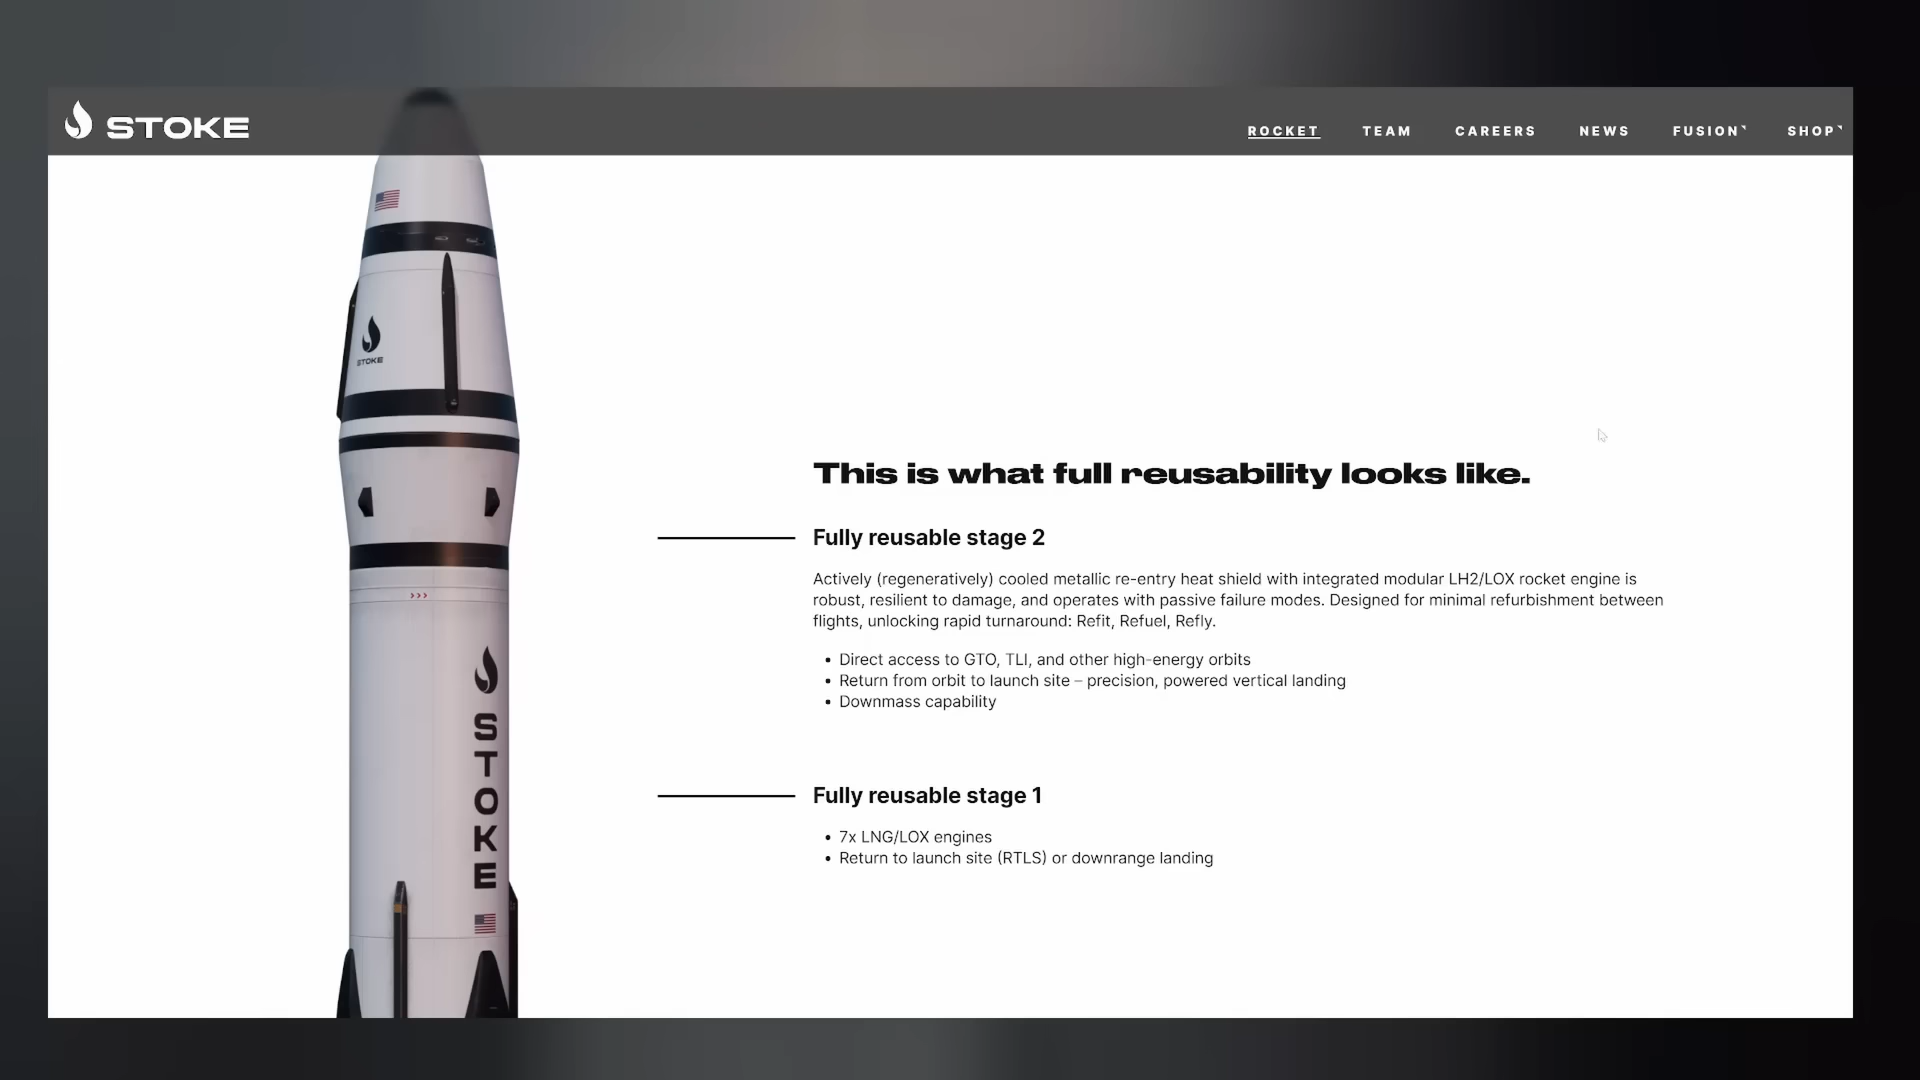 STOKE
ROCKET TEAM CAREERS NEWS FUSION SHOP
STOKE
This is what full reusability looks like.
Fully reusable stage 2
Actively (regeneratively) cooled metallic re-entry heat shield with integrated modular LH2/LOX rocket engine is
robust, resilient to damage, and operates with passive failure modes. Designed for minimal refurbishment between
flights, unlocking rapid turnaround: Refit, Refuel, Refly.
• Direct access to GTO, TLI, and other high-energy orbits
• Return from orbit to launch site – precision, powered vertical landing
• Downmass capability
STOKE
Fully reusable stage 1
• 7x LNG/LOX engines
• Return to launch site (RTLS) or downrange landing